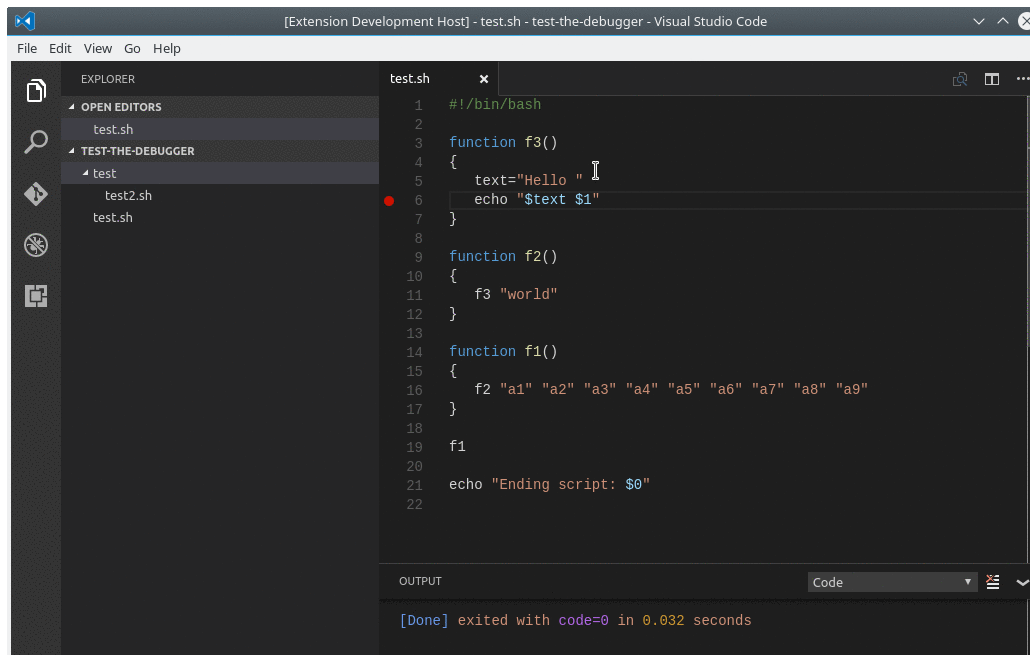 [Extension Development Host] - test.sh - test-the-debugger - Visual Studio Code
File Edit View Go Help
EXPLORER
OPEN EDITORS
test.sh
TEST-THE-DEBUGGER
test
test2.sh
test.sh
test.sh
1 #!/bin/bash
2
3 function f3()
4 {
5    text="Hello "
6    echo "$text $1"
7 }
8
9 function f2()
10 {
11    f3 "world"
12 }
13
14 function f1()
15 {
16    f2 "a1" "a2" "a3" "a4" "a5" "a6" "a7" "a8" "a9"
17 }
18
19 f1
20
21 echo "Ending script: $0"
22
OUTPUT
Code
[Done] exited with code=0 in 0.032 seconds